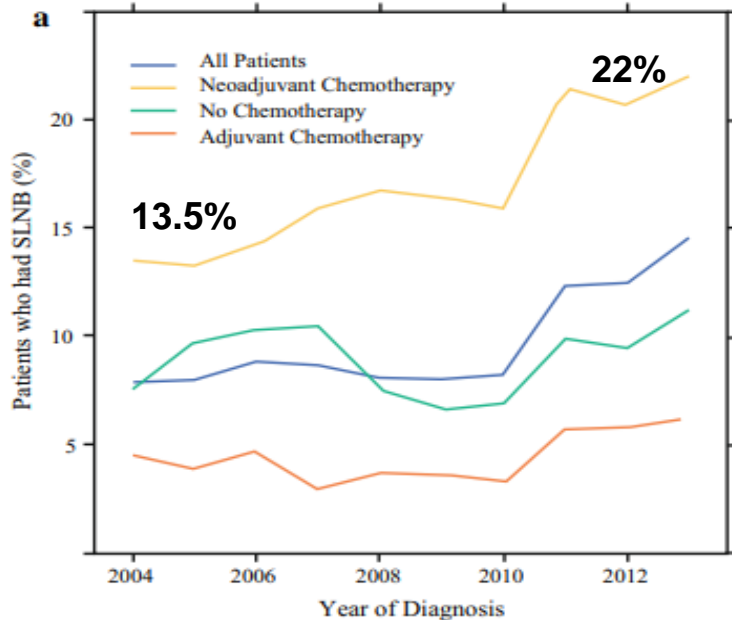 a
All Patients
Neoadjuvant Chemotherapy
No Chemotherapy
Adjuvant Chemotherapy
22%
13.5%
Patients who had SLNB (%)
20
15
10
5
2004 2006 2008 2010 2012
Year of Diagnosis